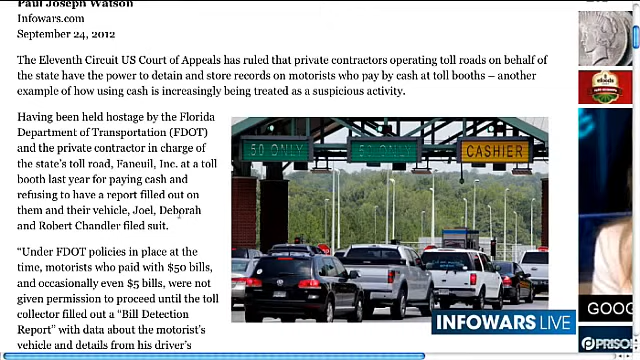 Paul Joseph Watson
Infowars.com
September 24, 2012
The Eleventh Circuit US Court of Appeals has ruled that private contractors operating toll roads on behalf of
the state have the power to detain and store records on motorists who pay by cash at toll booths – another
example of how using cash is increasingly being treated as a suspicious activity.
Having been held hostage by the Florida
Department of Transportation (FDOT)
and the private contractor in charge of
the state's toll road, Faneuil, Inc. at a toll
booth last year for paying cash and
refusing to have a report filled out on
them and their vehicle, Joel, Deborah
and Robert Chandler filed suit.
"Under FDOT policies in place at the
time, motorists who paid with $50 bills,
and occasionally even $5 bills, were not
given permission to proceed until the toll
collector filled out a "Bill Detection
Report" with data about the motorist's
vehicle and details from his driver's
50 ONLY
50 ONLY
CASHIER
INFOWARS LIVE
GOO
PRISO